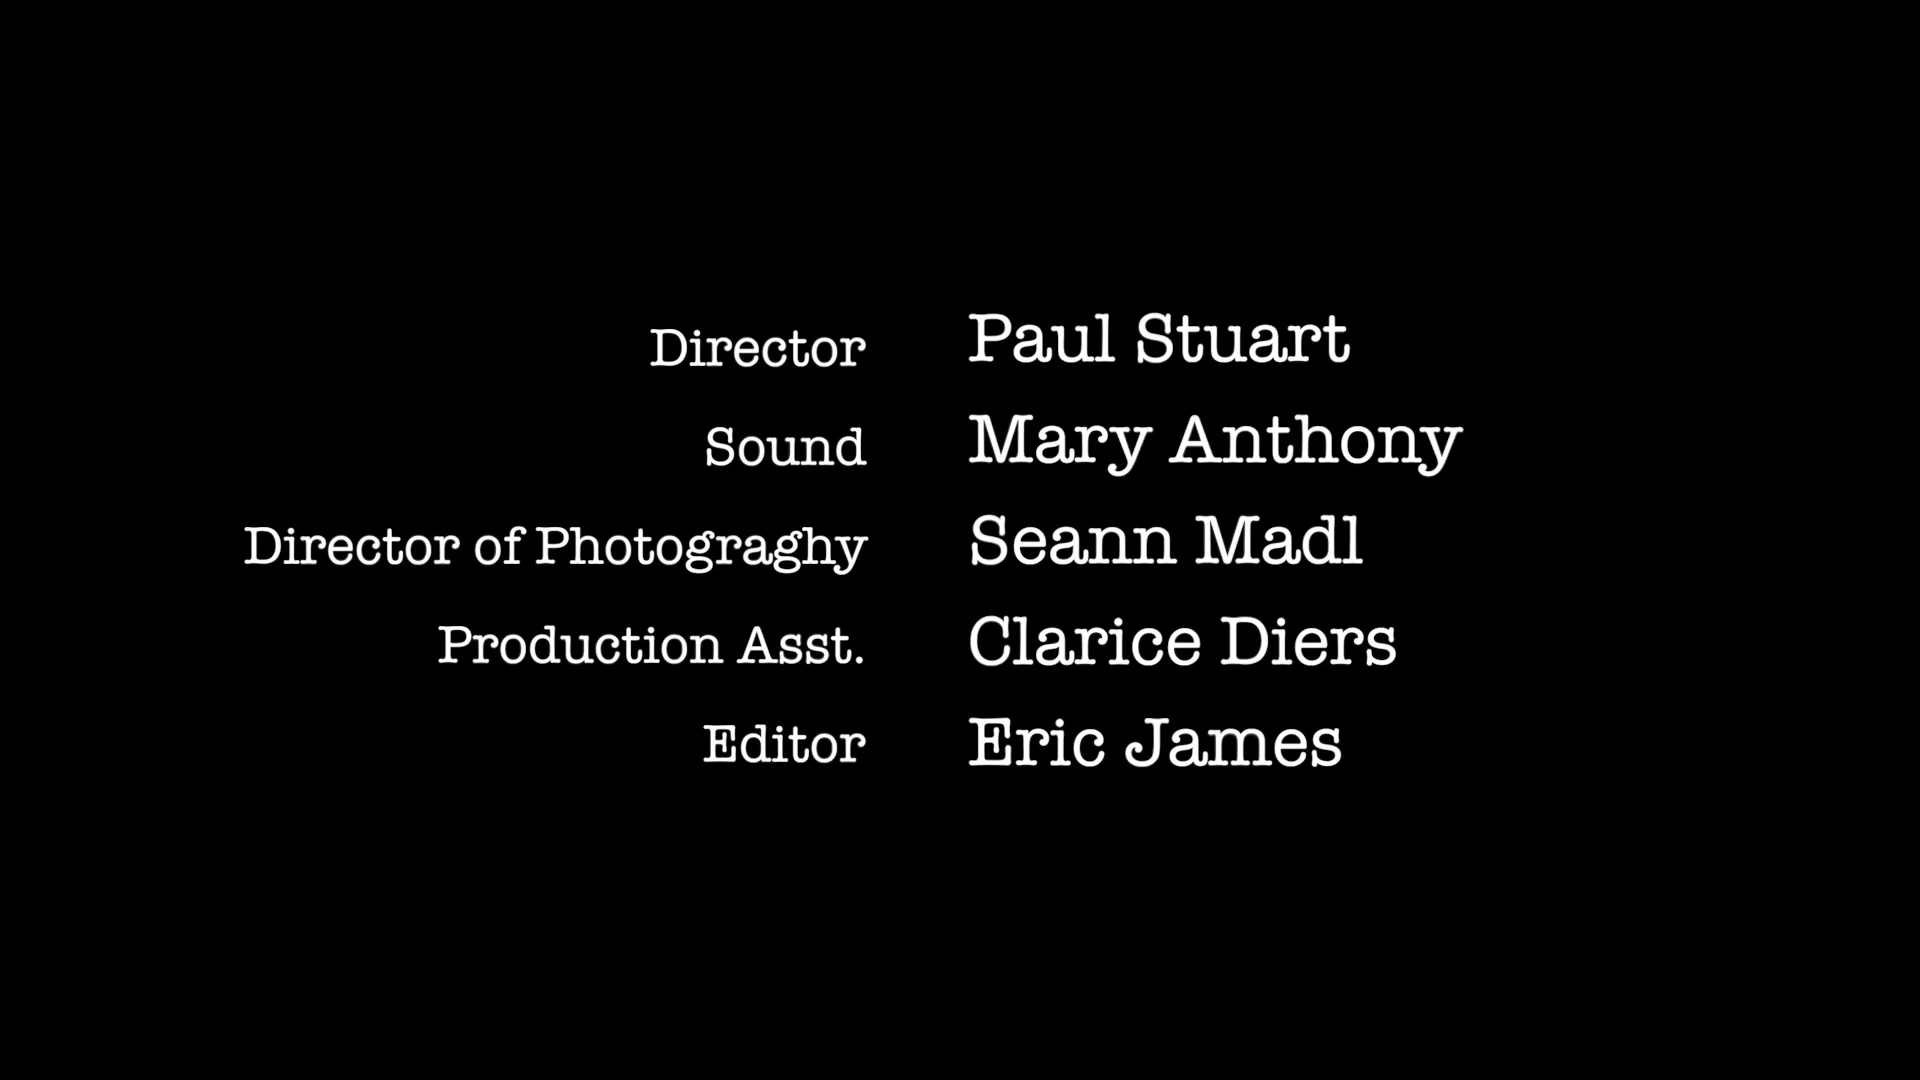 Director Paul Stuart
Sound Mary Anthony
Director of Photograghy Seann Madl
Production Asst. Clarice Diers
Editor Eric James